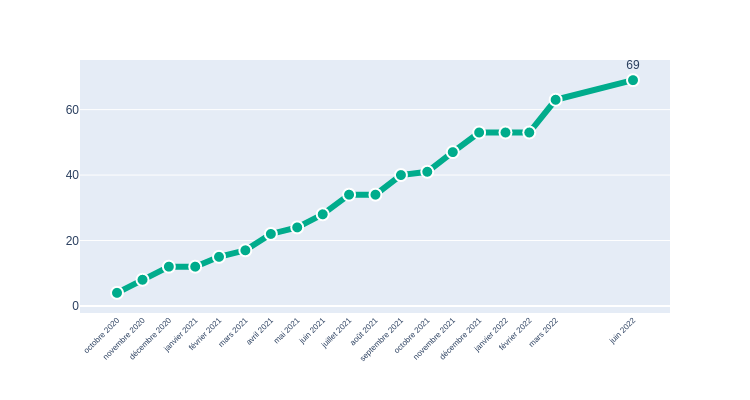 69
60
40
20
0
octobre 2020
novembre 2020
décembre 2020
janvier 2021
février 2021
mars 2021
avril 2021
mai 2021
juin 2021
juillet 2021
août 2021
septembre 2021
octobre 2021
novembre 2021
décembre 2021
janvier 2022
février 2022
mars 2022
juin 2022